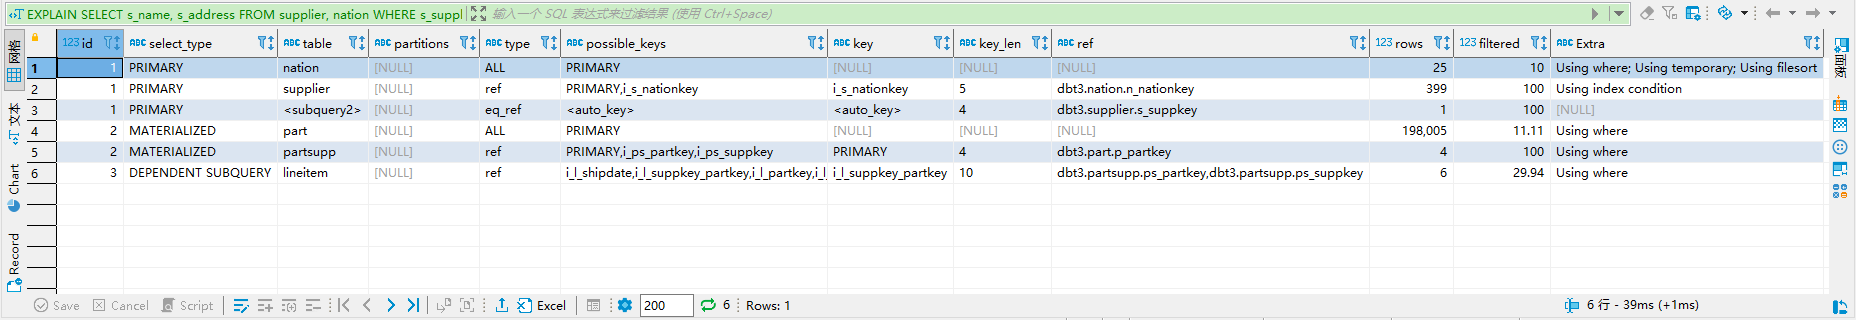 EXPLAIN SELECT s_name, s_address FROM supplier, nation WHERE s_suppl 输入一个 SQL 表达式来过滤结果 (使用 Ctrl+Space)
网格
文本
Chart
Record
面板
123 id ABC select_type ABC table ABC partitions ABC type ABC possible_keys ABC key ABC key_len ABC ref 123 rows 123 filtered ABC Extra
1 1 PRIMARY nation [NULL] ALL PRIMARY [NULL] [NULL] [NULL] 25 10 Using where; Using temporary; Using filesort
2 1 PRIMARY supplier [NULL] ref PRIMARY,i_s_nationkey i_s_nationkey 5 dbt3.nation.n_nationkey 399 100 Using index condition
3 1 PRIMARY <subquery2> [NULL] eq_ref <auto_key> <auto_key> 4 dbt3.supplier.s_suppkey 1 100 [NULL]
4 2 MATERIALIZED part [NULL] ALL PRIMARY [NULL] [NULL] [NULL] 198,005 11.11 Using where
5 2 MATERIALIZED partsupp [NULL] ref PRIMARY,i_ps_partkey,i_ps_suppkey PRIMARY 4 dbt3.part.p_partkey 4 100 Using where
6 3 DEPENDENT SUBQUERY lineitem [NULL] ref i_l_shipdate,i_l_suppkey_partkey,i_l_partkey,i_l_ i_l_suppkey_partkey 10 dbt3.partsupp.ps_partkey,dbt3.partsupp.ps_suppkey 6 29.94 Using where
Save Cancel Script Excel 200 6 Rows: 1 6 行 - 39ms (+1ms)